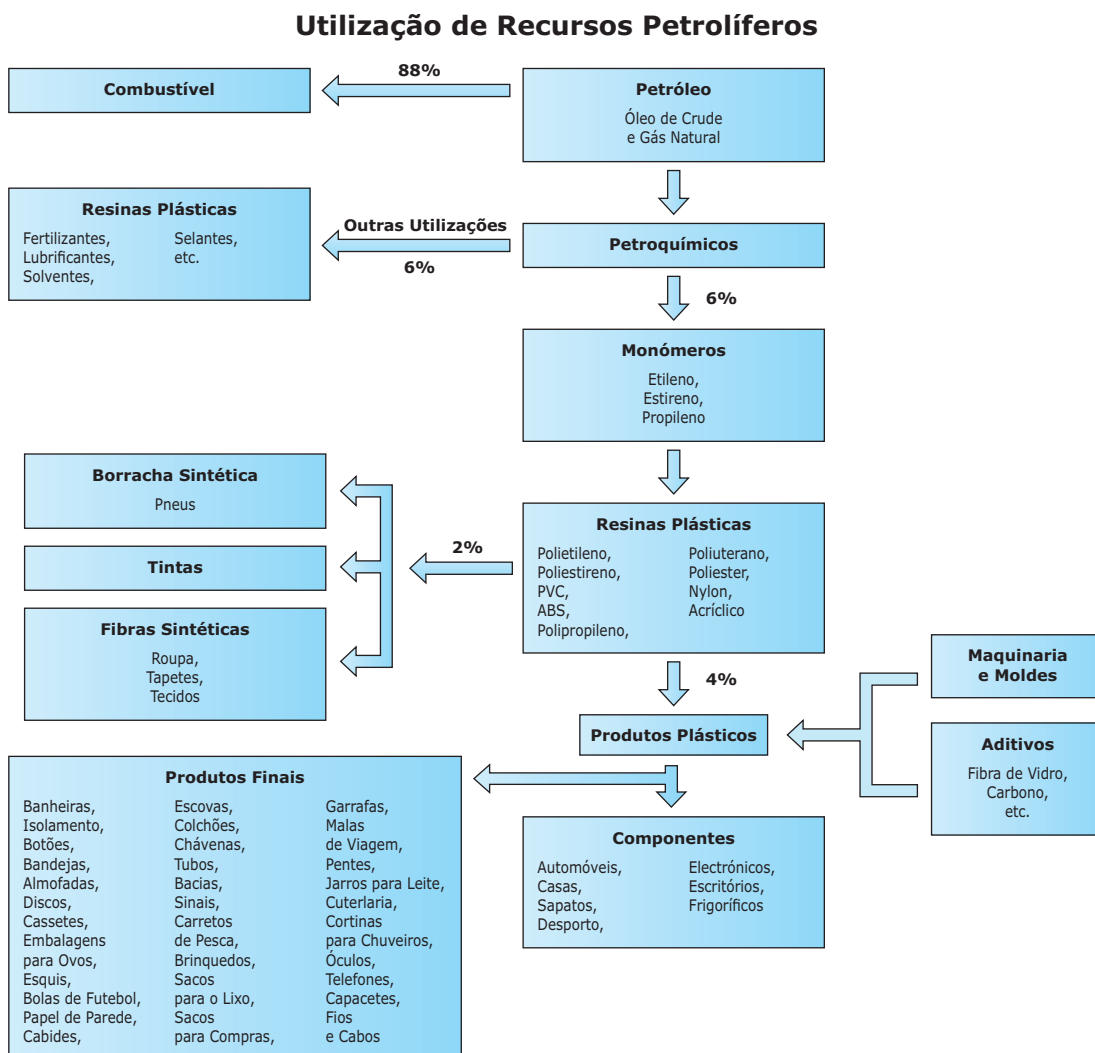 Utilização de Recursos Petrolíferos
88%
Combustível
Petróleo
Óleo de Crude
e Gás Natural
Resinas Plásticas
Fertilizantes,
Lubrificantes,
Solventes,
Selantes,
etc.
Outras Utilizações
6%
Petroquímicos
6%
Monómeros
Etileno,
Estireno,
Propileno
Borracha Sintética
Pneus
Tintas
Fibras Sintéticas
Roupa,
Tapetes,
Tecidos
2%
Resinas Plásticas
Polietileno,
Poliestireno,
PVC,
ABS,
Polipropileno,
Poliuterano,
Poliester,
Nylon,
Acríclico
4%
Maquinaria
e Moldes
Produtos Plásticos
Aditivos
Fibra de Vidro,
Carbono,
etc.
Produtos Finais
Banheiras,
Isolamento,
Botões,
Bandejas,
Almofadas,
Discos,
Cassetes,
Embalagens
para Ovos,
Esquis,
Bolas de Futebol,
Papel de Parede,
Cabides,
Escovas,
Colchões,
Chávenas,
Tubos,
Bacias,
Sinais,
Carretos
de Pesca,
Brinquedos,
Sacos
para o Lixo,
Sacos
para Compras,
Garrafas,
Malas
de Viagem,
Pentes,
Jarros para Leite,
Cuterlaria,
Cortinas
para Chuveiros,
Óculos,
Telefones,
Capacetes,
Fios
e Cabos
Componentes
Automóveis,
Casas,
Sapatos,
Desporto,
Electrónicos,
Escritórios,
Frigoríficos